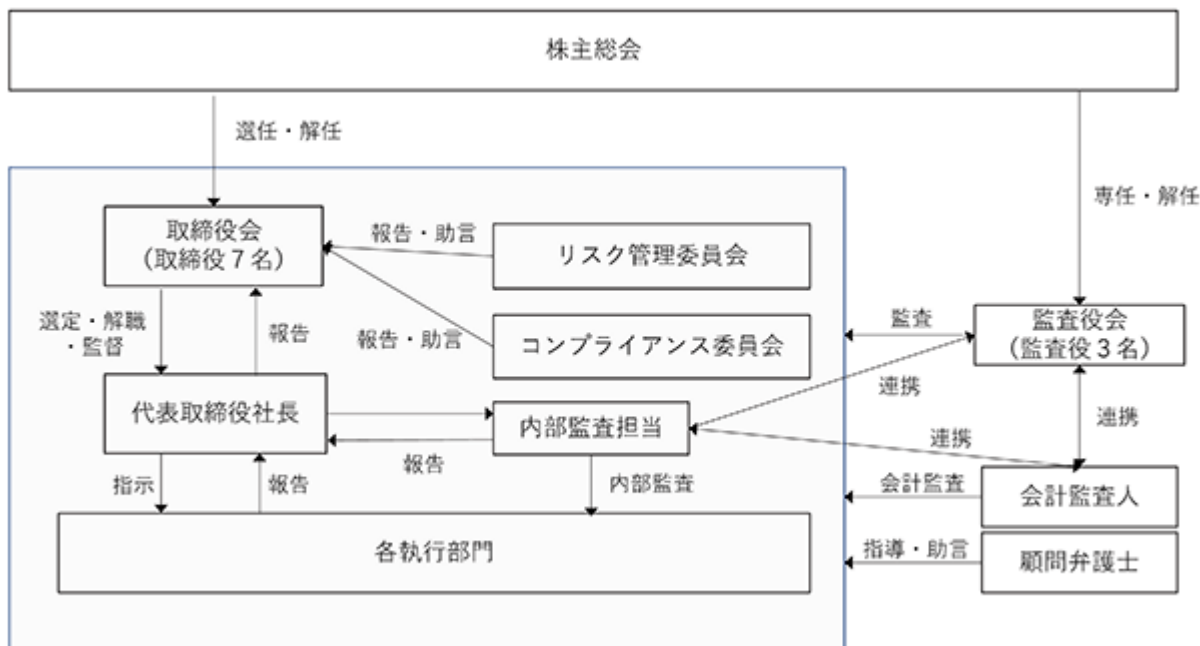 株主総会
選任・解任
専任・解任
取締役会
（取締役７名）
報告・助言
リスク管理委員会
選定・解職
・監督
報告
報告・助言
コンプライアンス委員会
監査
監査役会
（監査役３名）
連携
代表取締役社長
内部監査担当
報告
連携
連携
指示
報告
内部監査
会計監査
会計監査人
各執行部門
指導・助言
顧問弁護士